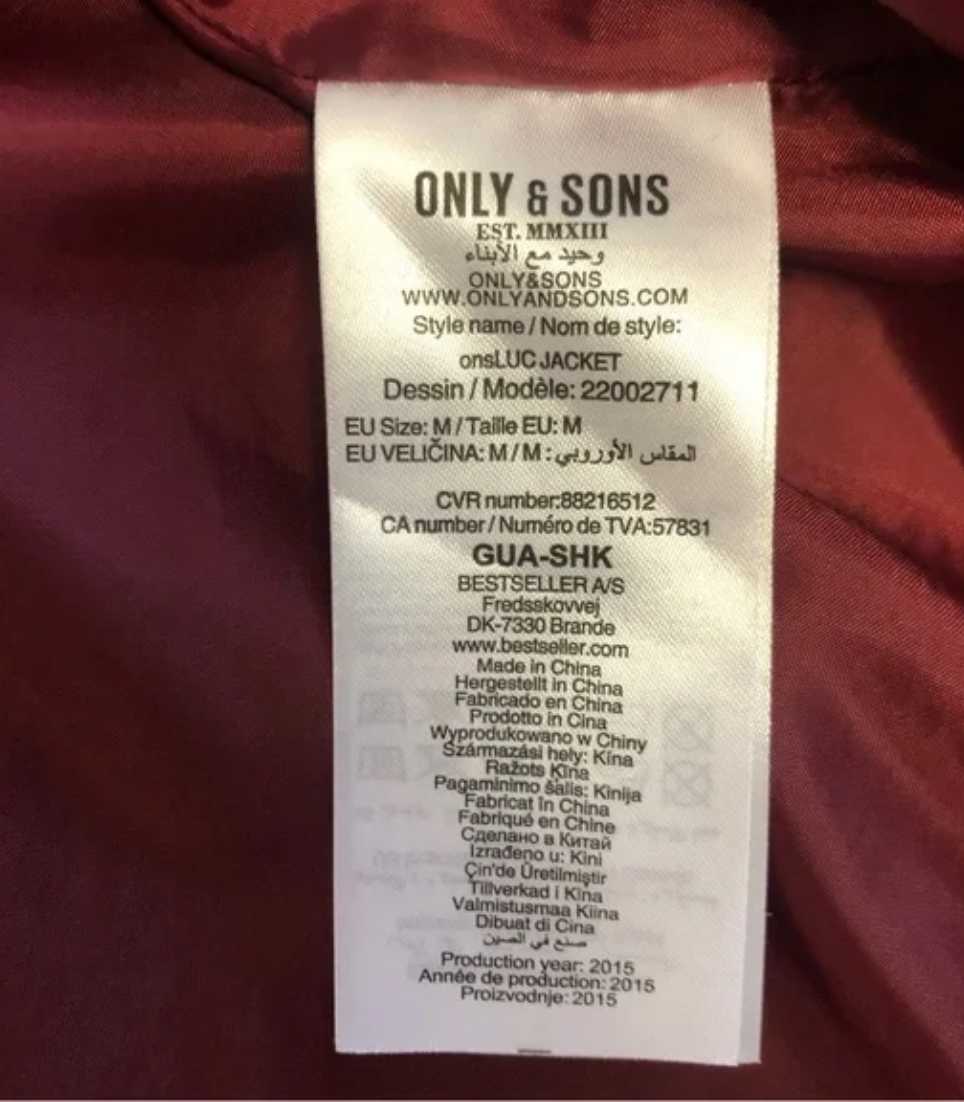 ONLY & SONS
EST. MMXIII
وحيد مع الأبناء
ONLY&SONS
WWW.ONLYANDSONS.COM
Style name / Nom de style:
onsLUC JACKET
Dessin / Modèle: 22002711
EU Size: M / Taille EU: M
EU VELIČINA: M / M : المقاس الأوروبي
CVR number:88216512
CA number / Numéro de TVA:57831
GUA-SHK
BESTSELLER A/S
Fredsskovvej
DK-7330 Brande
www.bestseller.com
Made in China
Hergestellt in China
Fabricado en China
Prodotto in Cina
Wyprodukowano w Chiny
Származási hely: Kína
Ražots Ķīna
Pagaminimo šalis: Kinija
Fabricat în China
Fabriqué en Chine
Сделано в Китай
Izrađeno u: Kini
Çin'de Üretilmiştir
Tillverkad i Kina
Valmistusmaa Kiina
Dibuat di Cina
صنع في الصين
Production year: 2015
Année de production: 2015
Proizvodnje: 2015